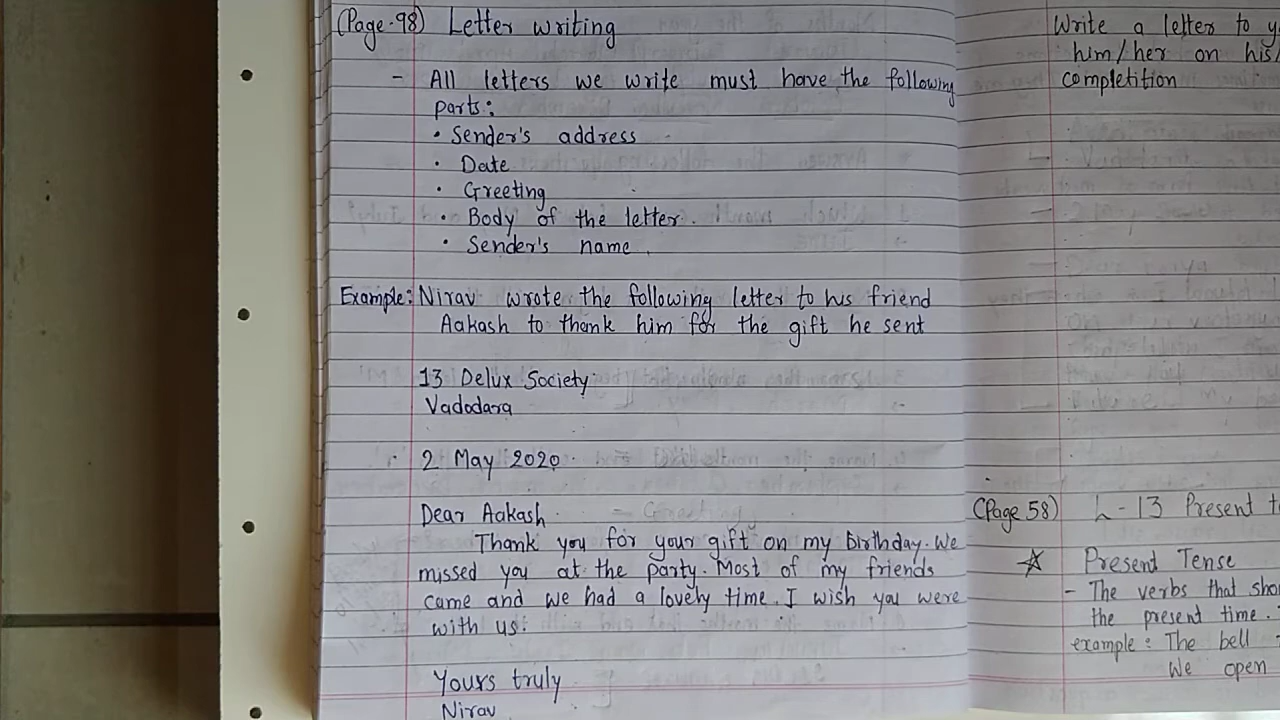 (Page-98) Letter writing
- All letters we write must have the following
parts:
• Sender's address
• Date
• Greeting
• Body of the letter.
• Sender's name.
Example: Nirav wrote the following letter to his friend
Aakash to thank him for the gift he sent
13 Delux Society
Vadodara
2 May 2020
Dear Aakash
Thank you for your gift on my birthday. We
missed you at the party. Most of my friends
came and we had a lovely time. I wish you were
with us.
Yours truly
Nirav
Write a letter to
him/her on his/
completition
(Page 58) L-13 Present
☆ Present Tense
- The verbs that
the present time.
example: The bell
We open